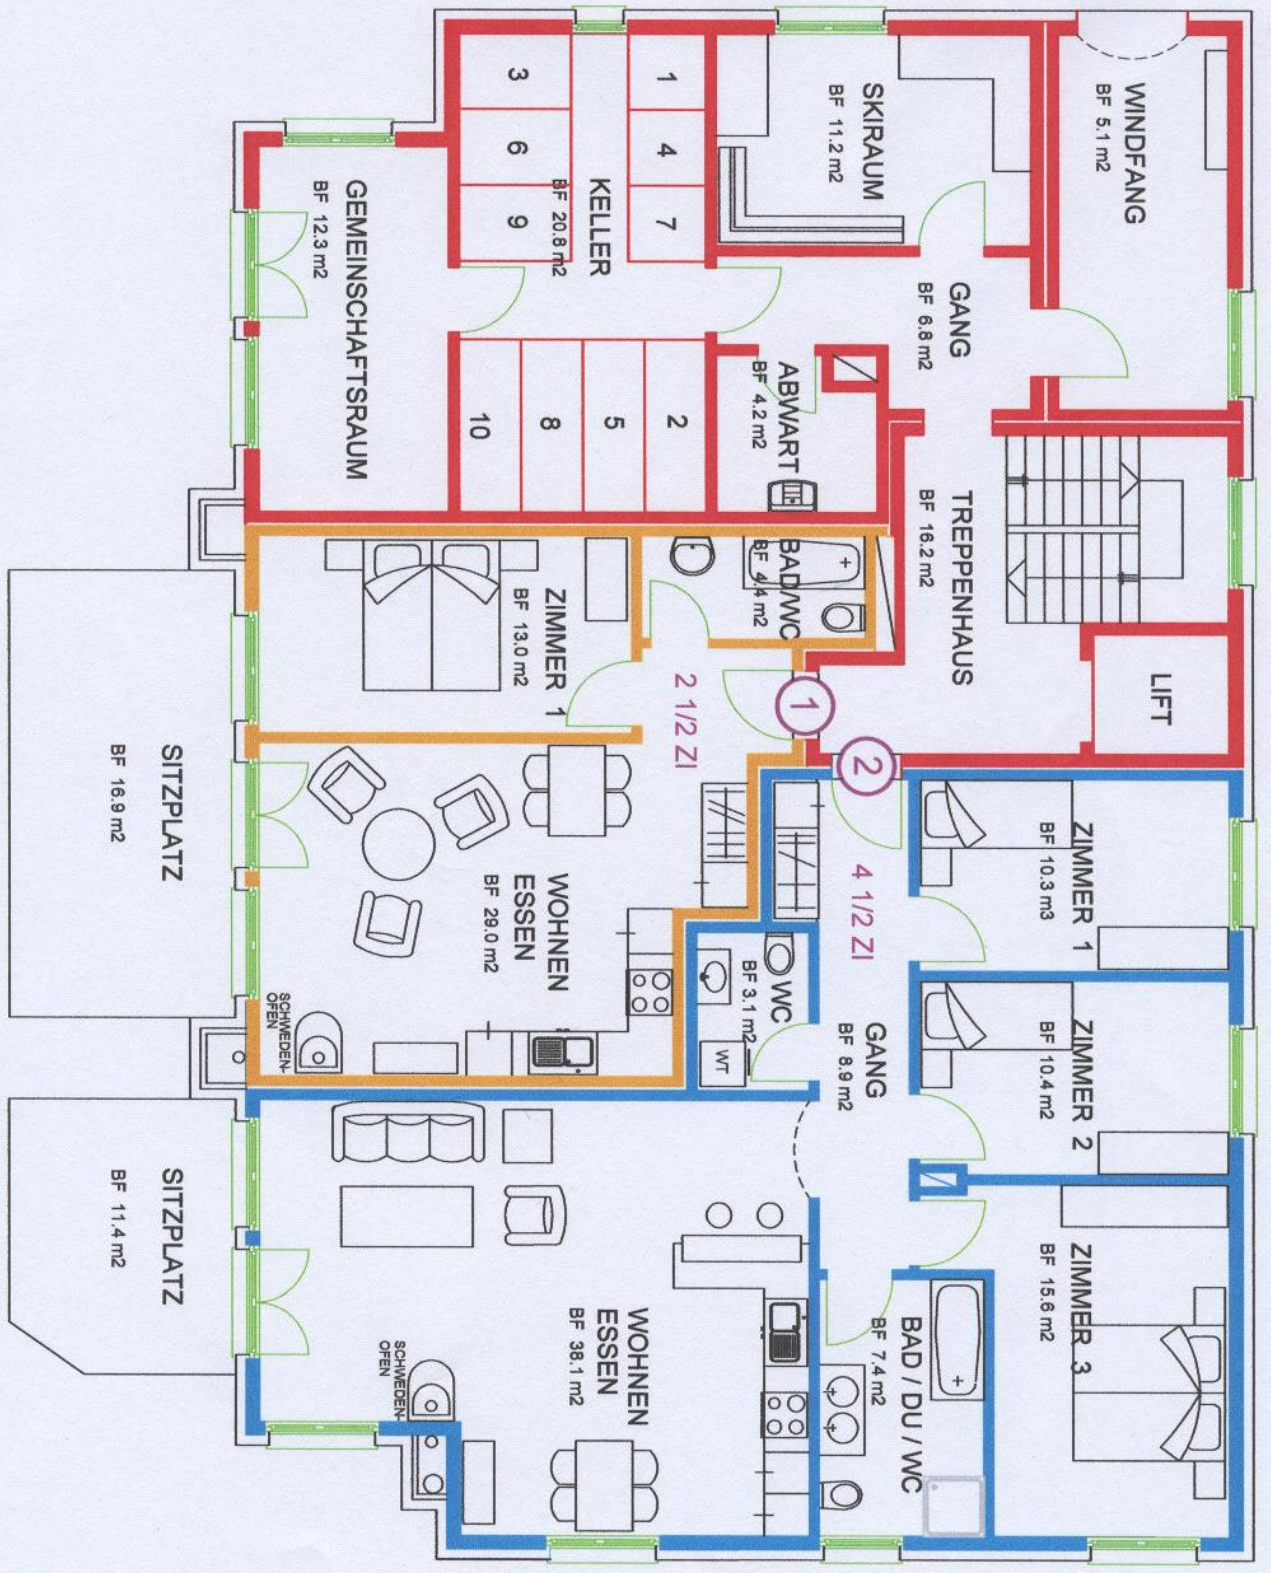 WINDFANG
BF 5.1 m2
SKIRAUM
BF 11.2 m2
1
4
7
3
6
9
KELLER
BF 20.8 m2
GEMEINSCHAFTSRAUM
BF 12.3 m2
GANG
BF 6.8 m2
ABWART
BF 4.2 m2
2
5
8
10
TREPPENHAUS
BF 16.2 m2
LIFT
BAD/WC
BF 4.4 m2
ZIMMER 1
BF 13.0 m2
2 1/2 ZI
1
2
SITZPLATZ
BF 16.9 m2
WOHNEN
ESSEN
BF 29.0 m2
SCHWEDEN-
OFEN
4 1/2 ZI
ZIMMER 1
BF 10.3 m3
WC
BF 3.1 m2
WT
GANG
BF 8.9 m2
ZIMMER 2
BF 10.4 m2
ZIMMER 3
BF 15.6 m2
BAD / DU / WC
BF 7.4 m2
WOHNEN
ESSEN
BF 38.1 m2
SCHWEDEN-
OFEN
SITZPLATZ
BF 11.4 m2